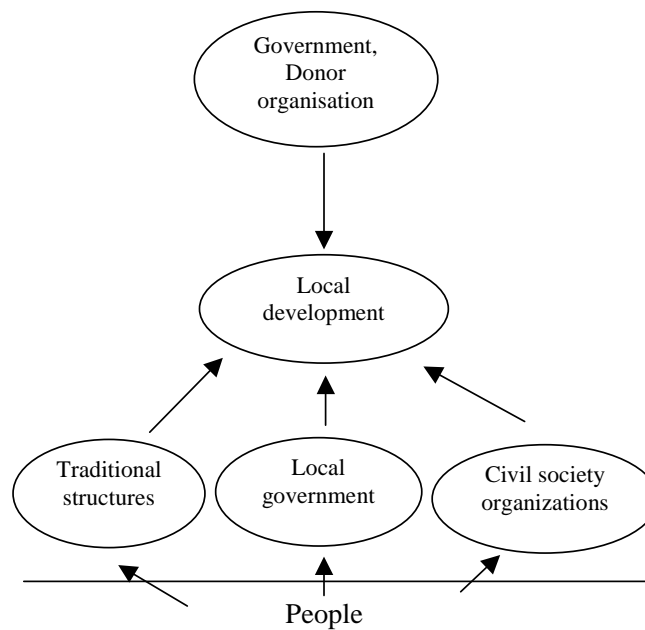 Government,
Donor
organisation
Local
development
Traditional
structures
Local
government
Civil society
organizations
People